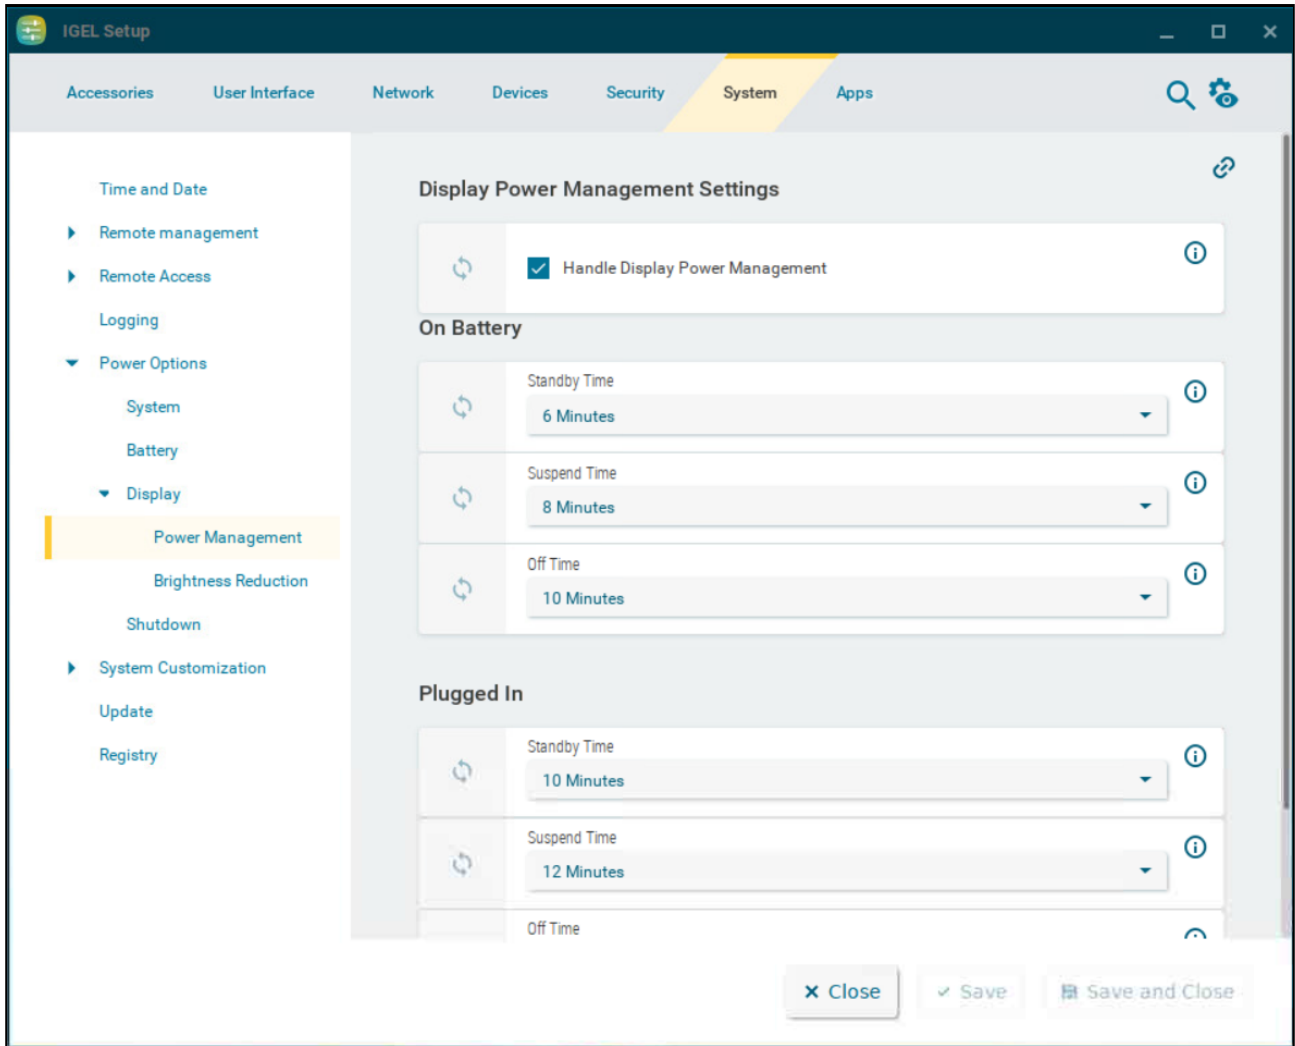 IGEL Setup
Accessories User Interface Network Devices Security System Apps
Time and Date
Remote management
Remote Access
Logging
Power Options
System
Battery
Display
Power Management
Brightness Reduction
Shutdown
System Customization
Update
Registry
Display Power Management Settings
Handle Display Power Management
On Battery
Standby Time
6 Minutes
Suspend Time
8 Minutes
Off Time
10 Minutes
Plugged In
Standby Time
10 Minutes
Suspend Time
12 Minutes
Off Time
Close Save Save and Close